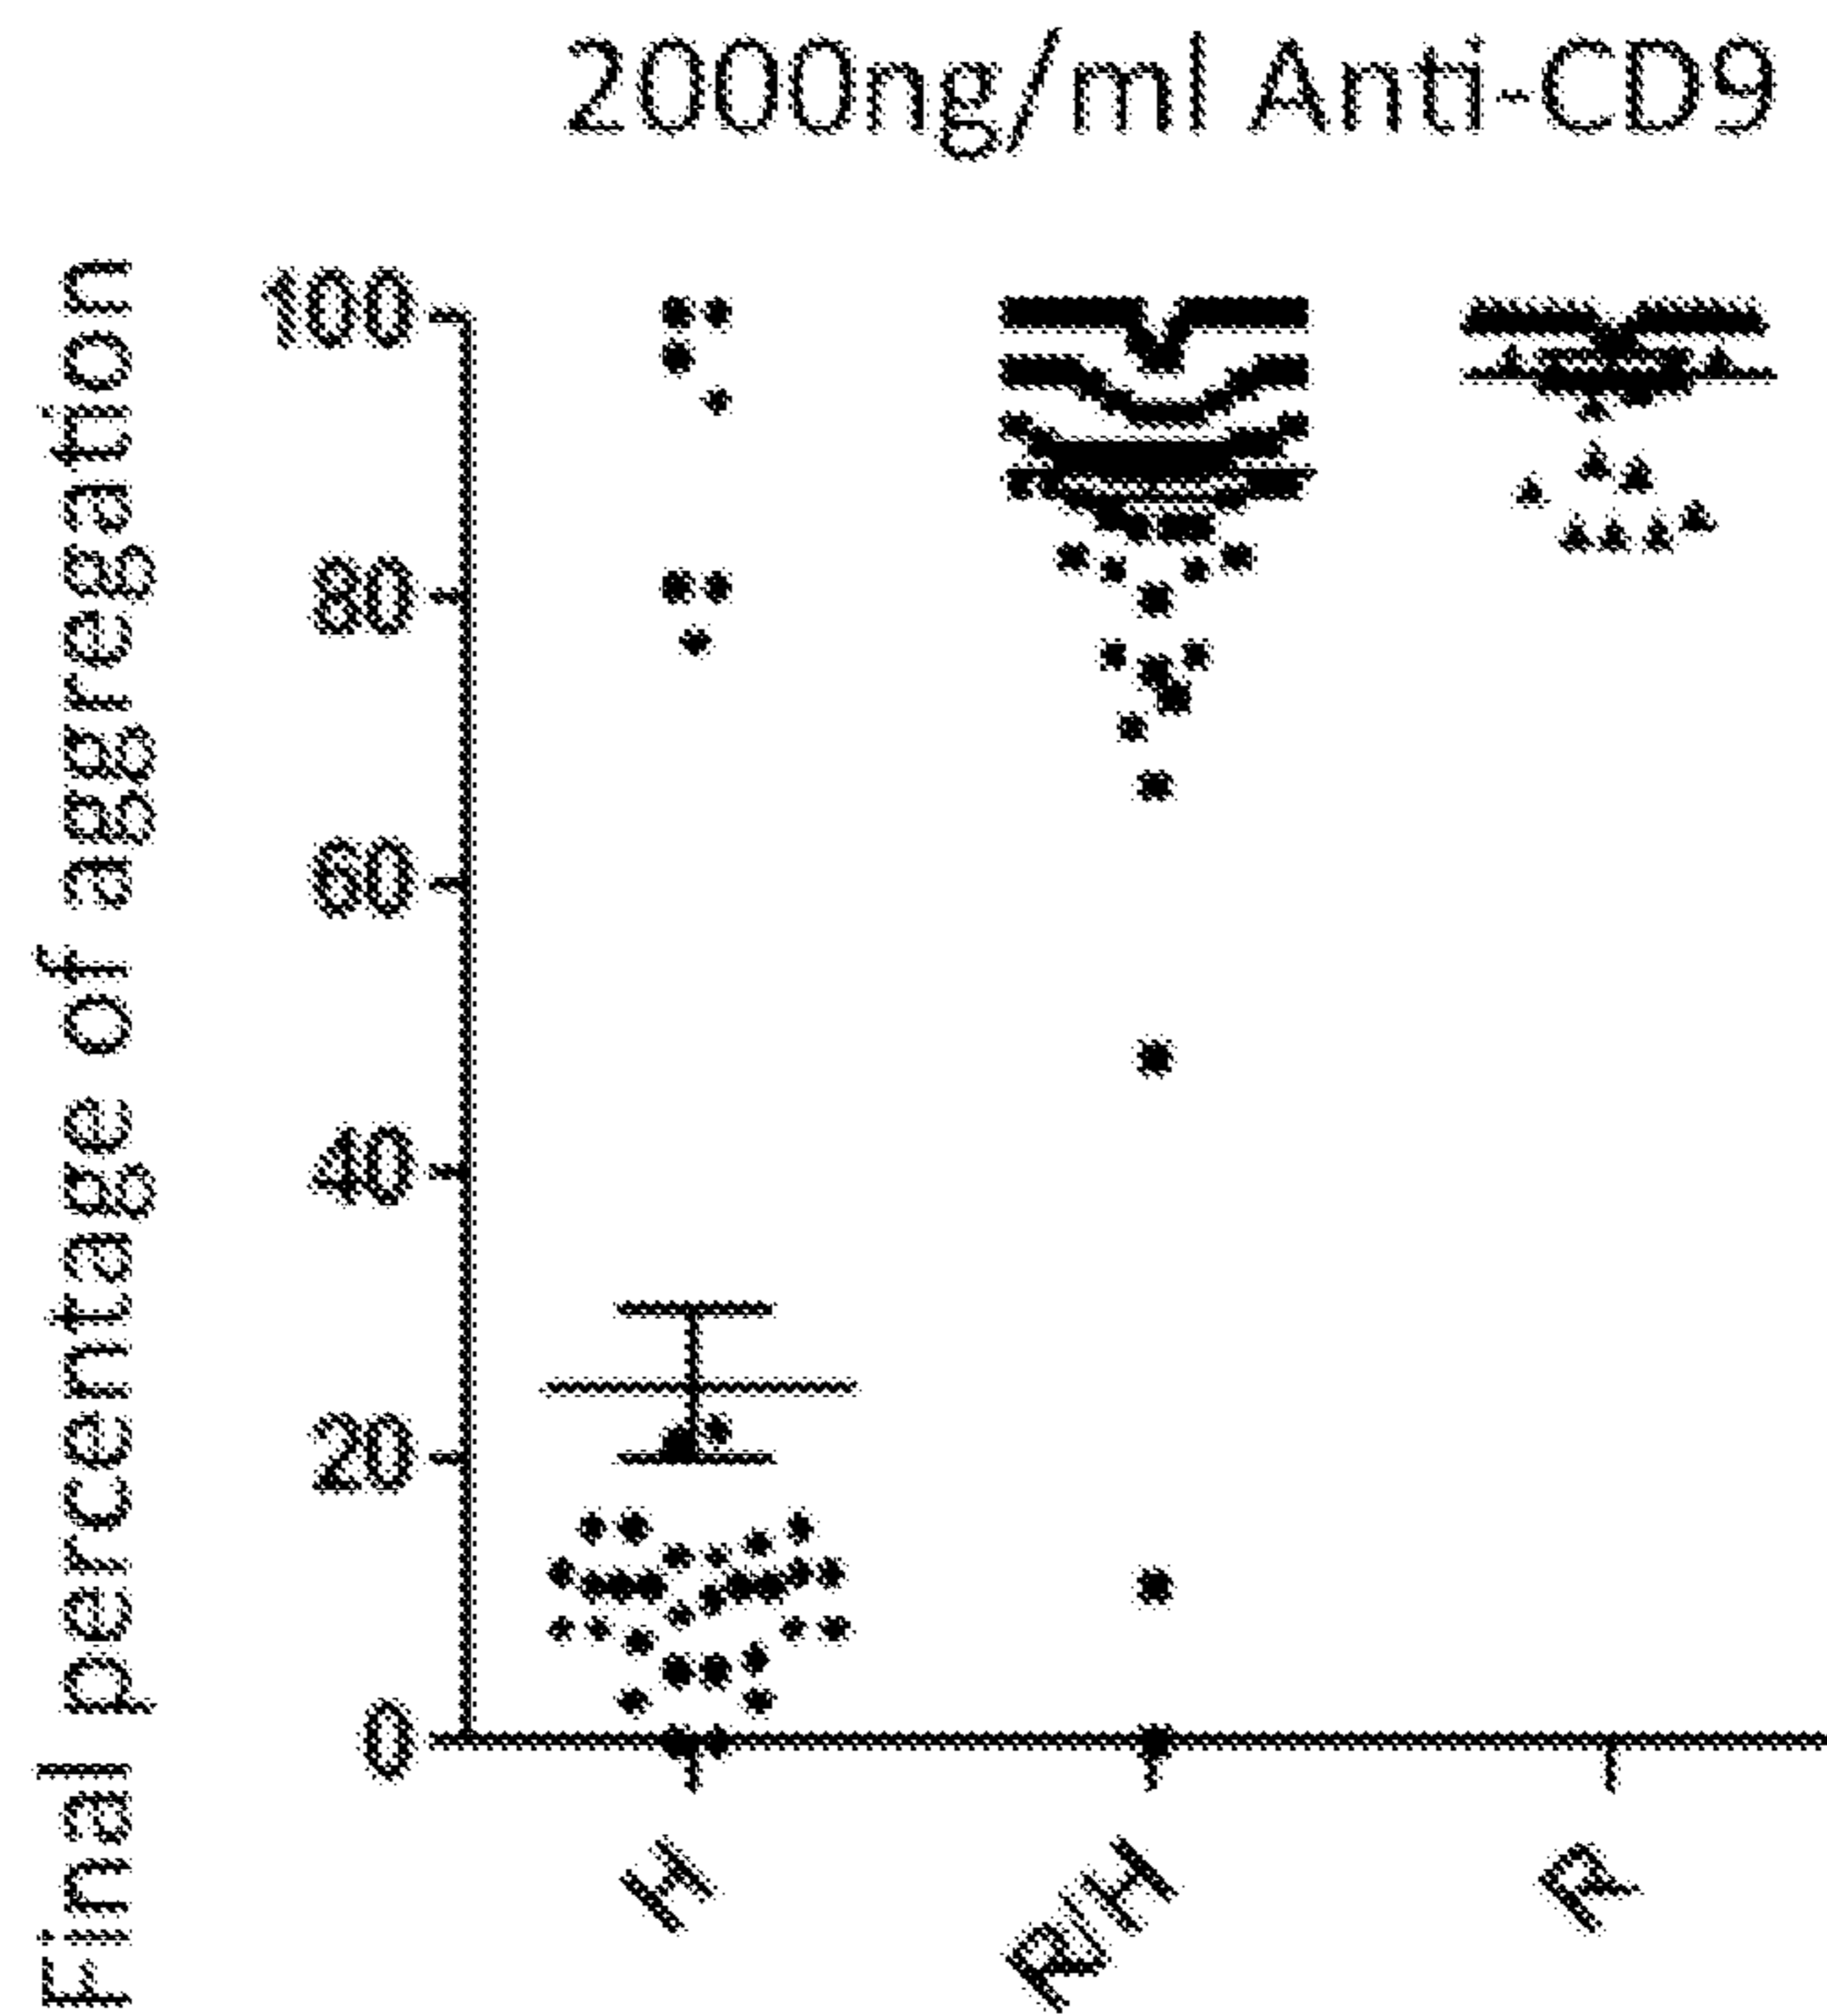 2000ng/ml Anti-CD9
Final percentage of aggregation
100
80
60
40
20
0
H
R/H
R